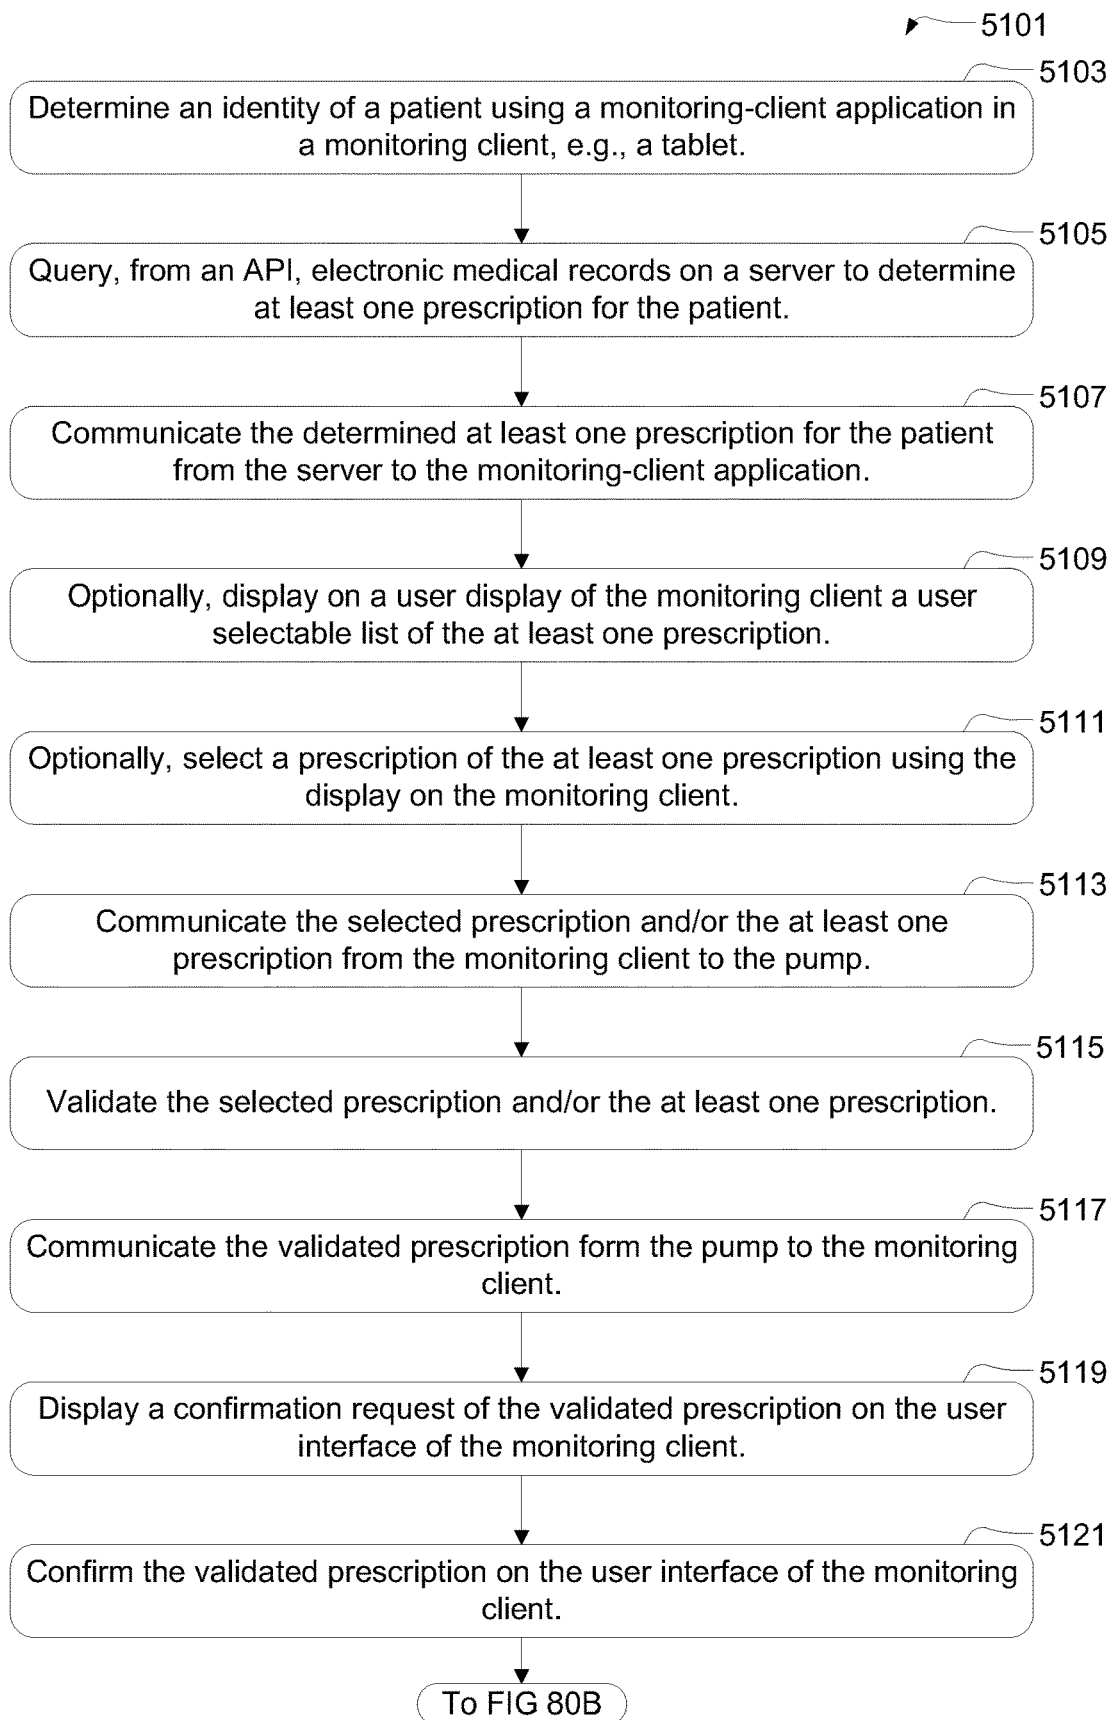 5101
5103
Determine an identity of a patient using a monitoring-client application in
a monitoring client, e.g., a tablet.
5105
Query, from an API, electronic medical records on a server to determine
at least one prescription for the patient.
5107
Communicate the determined at least one prescription for the patient
from the server to the monitoring-client application.
5109
Optionally, display on a user display of the monitoring client a user
selectable list of the at least one prescription.
5111
Optionally, select a prescription of the at least one prescription using the
display on the monitoring client.
5113
Communicate the selected prescription and/or the at least one
prescription from the monitoring client to the pump.
5115
Validate the selected prescription and/or the at least one prescription.
5117
Communicate the validated prescription form the pump to the monitoring
client.
5119
Display a confirmation request of the validated prescription on the user
interface of the monitoring client.
5121
Confirm the validated prescription on the user interface of the monitoring
client.
To FIG 80B